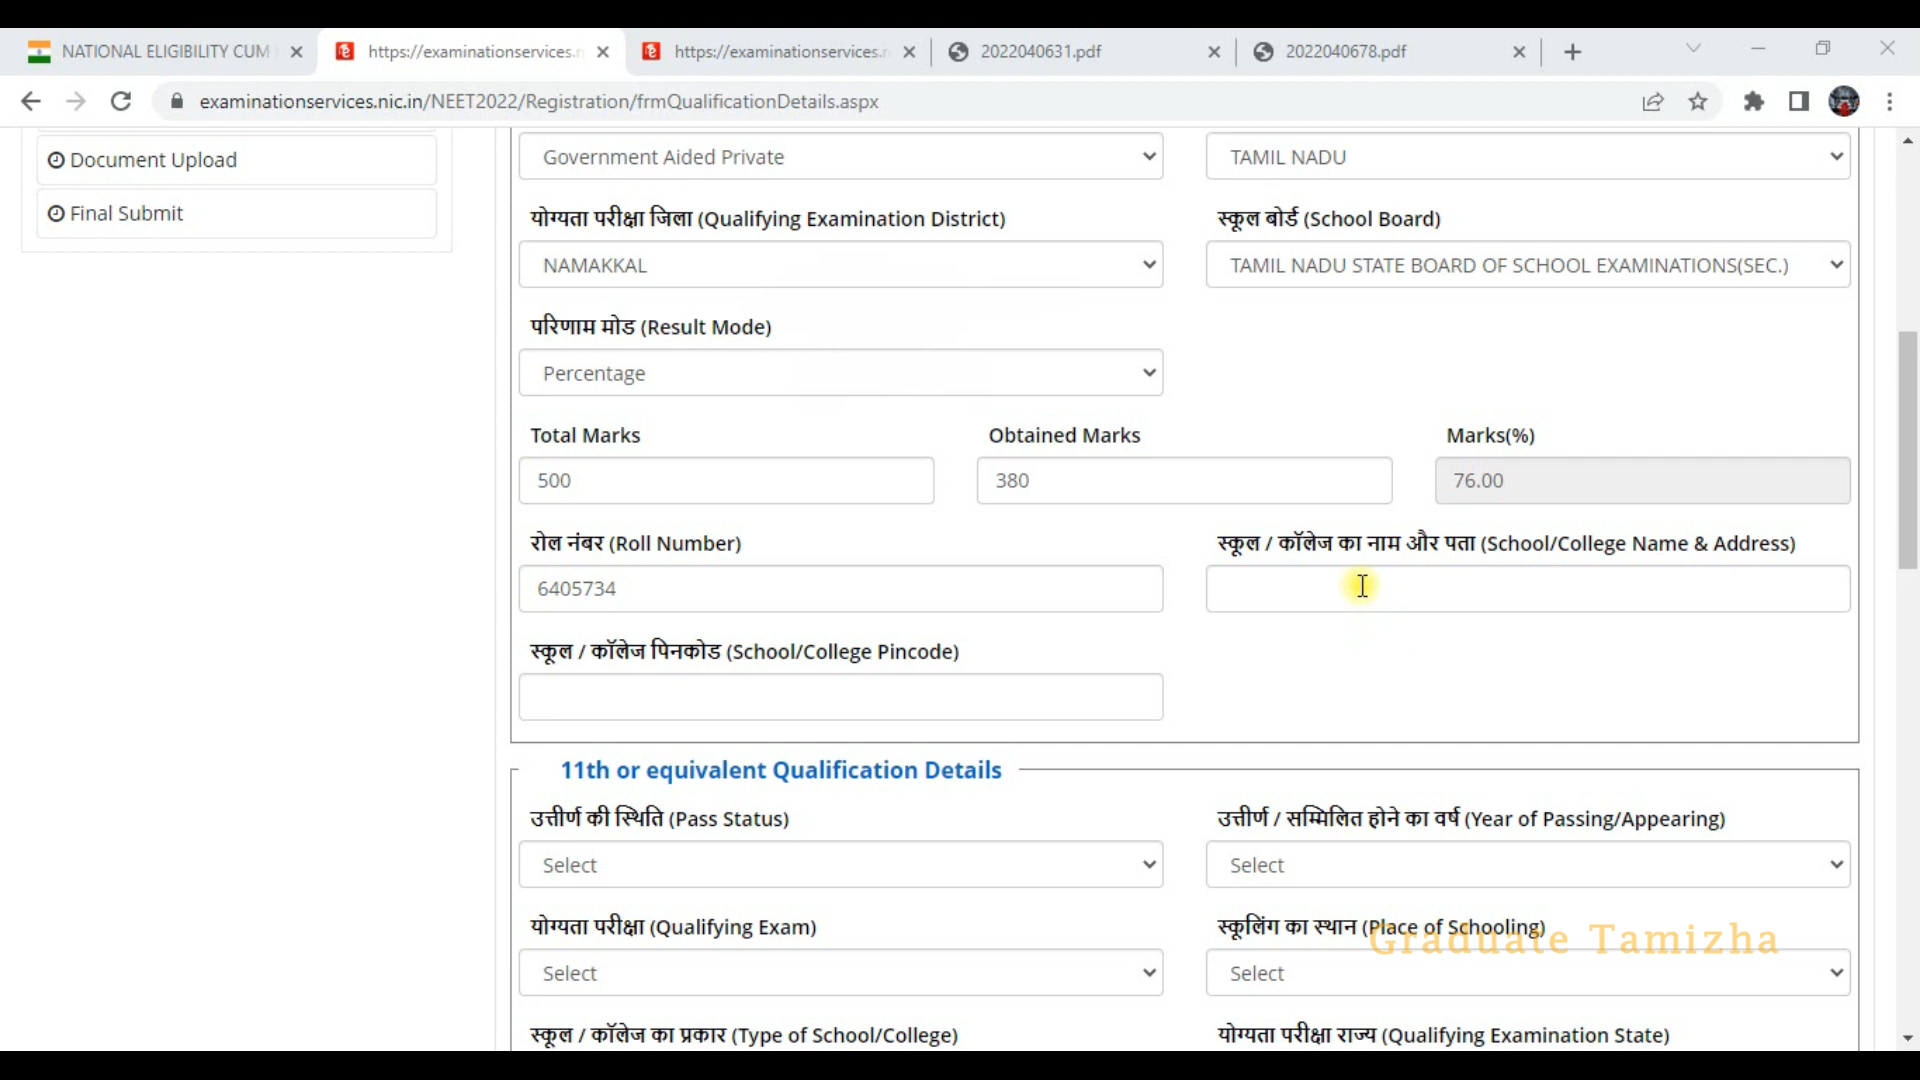 NATIONAL ELIGIBILITY CUM
https://examinationservices.n
https://examinationservices.n
2022040631.pdf
2022040678.pdf
examinationservices.nic.in/NEET2022/Registration/frmQualificationDetails.aspx
Document Upload
Final Submit
Government Aided Private
TAMIL NADU
योग्यता परीक्षा जिला (Qualifying Examination District)
स्कूल बोर्ड (School Board)
NAMAKKAL
TAMIL NADU STATE BOARD OF SCHOOL EXAMINATIONS(SEC.)
परिणाम मोड (Result Mode)
Percentage
Total Marks
Obtained Marks
Marks(%)
500
380
76.00
रोल नंबर (Roll Number)
स्कूल / कॉलेज का नाम और पता (School/College Name & Address)
6405734
स्कूल / कॉलेज पिनकोड (School/College Pincode)
11th or equivalent Qualification Details
उत्तीर्ण की स्थिति (Pass Status)
उत्तीर्ण / सम्मिलित होने का वर्ष (Year of Passing/Appearing)
Select
Select
योग्यता परीक्षा (Qualifying Exam)
स्कूलिंग का स्थान (Place of Schooling)
Graduate Tamizha
Select
Select
स्कूल / कॉलेज का प्रकार (Type of School/College)
योग्यता परीक्षा राज्य (Qualifying Examination State)